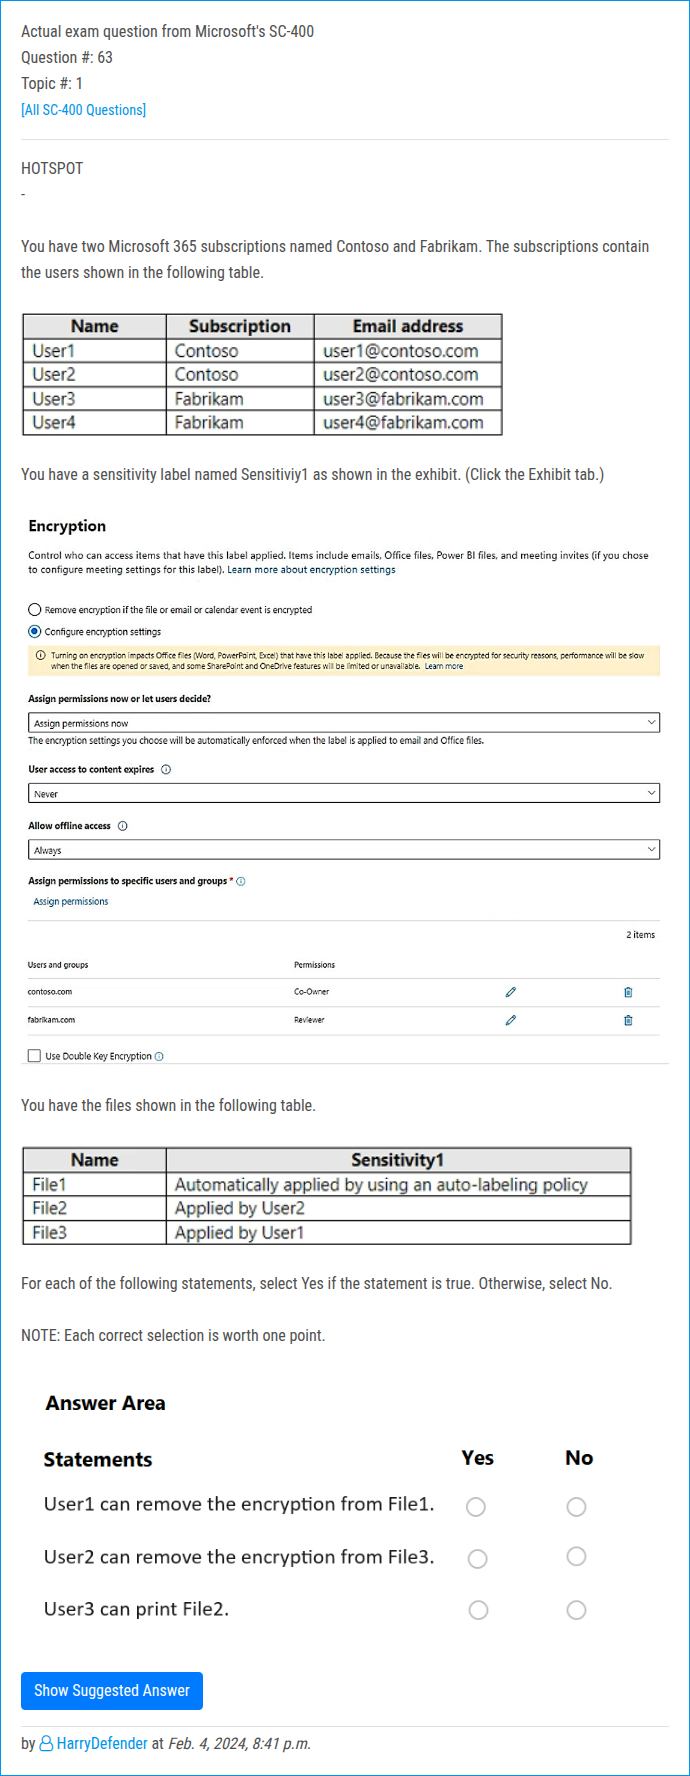 Actual exam question from Microsoft's SC-400
Question #: 63
Topic #: 1
[All SC-400 Questions]
HOTSPOT
-
You have two Microsoft 365 subscriptions named Contoso and Fabrikam. The subscriptions contain
the users shown in the following table.
Name Subscription Email address
User1 Contoso user1@contoso.com
User2 Contoso user2@contoso.com
User3 Fabrikam user3@fabrikam.com
User4 Fabrikam user4@fabrikam.com
You have a sensitivity label named Sensitiviy1 as shown in the exhibit. (Click the Exhibit tab.)
Encryption
Control who can access items that have this label applied. Items include emails, Office files, Power BI files, and meeting invites (if you chose
to configure meeting settings for this label). Learn more about encryption settings
Remove encryption if the file or email or calendar event is encrypted
Configure encryption settings
Turning on encryption impacts Office files (Word, PowerPoint, Excel) that have this label applied. Because the files will be encrypted for security reasons, performance will be slow
when the files are opened or saved, and some SharePoint and OneDrive features will be limited or unavailable. Learn more
Assign permissions now or let users decide?
Assign permissions now
The encryption settings you choose will be automatically enforced when the label is applied to email and Office files.
User access to content expires
Never
Allow offline access
Always
Assign permissions to specific users and groups *
Assign permissions
2 items
Users and groups Permissions
contoso.com Co-Owner
fabrikam.com Reviewer
Use Double Key Encryption
You have the files shown in the following table.
Name Sensitivity1
File1 Automatically applied by using an auto-labeling policy
File2 Applied by User2
File3 Applied by User1
For each of the following statements, select Yes if the statement is true. Otherwise, select No.
NOTE: Each correct selection is worth one point.
Answer Area
Statements Yes No
User1 can remove the encryption from File1.
User2 can remove the encryption from File3.
User3 can print File2.
Show Suggested Answer
by HarryDefender at Feb. 4, 2024, 8:41 p.m.